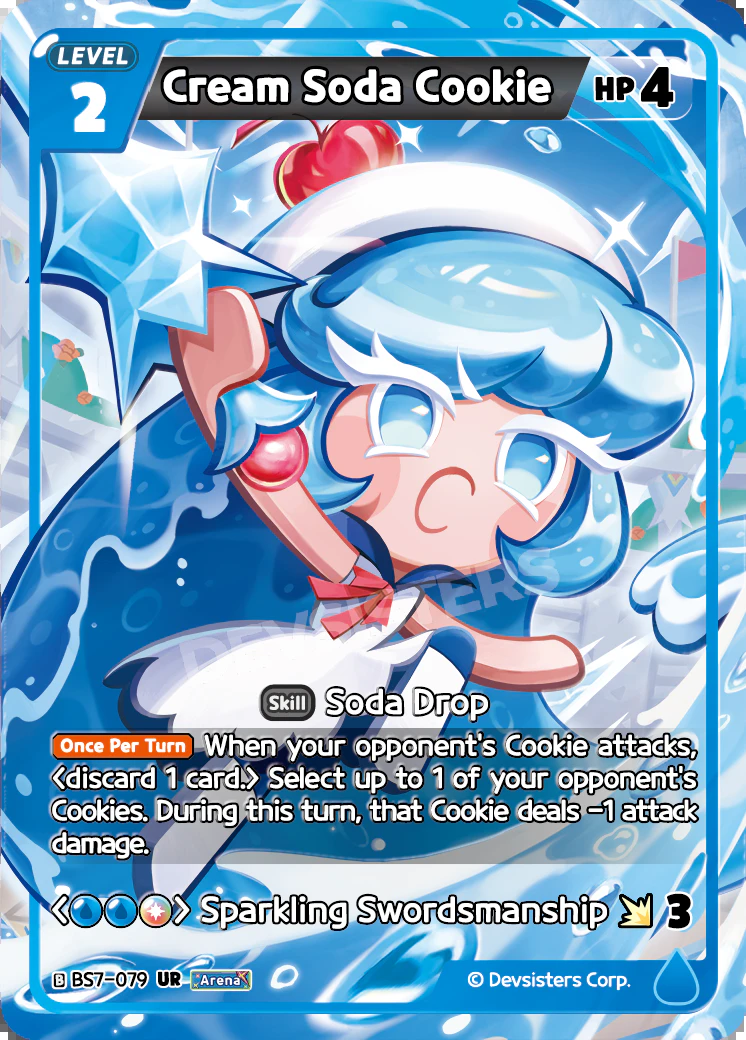 LEVEL
2
Cream Soda Cookie
HP 4
DEVSISTERS
Skill Soda Drop
Once Per Turn When your opponent's Cookie attacks,
<discard 1 card.> Select up to 1 of your opponent's
Cookies. During this turn, that Cookie deals -1 attack
damage.
< > Sparkling Swordsmanship 3
B BS7-079 UR Arena
© Devsisters Corp.